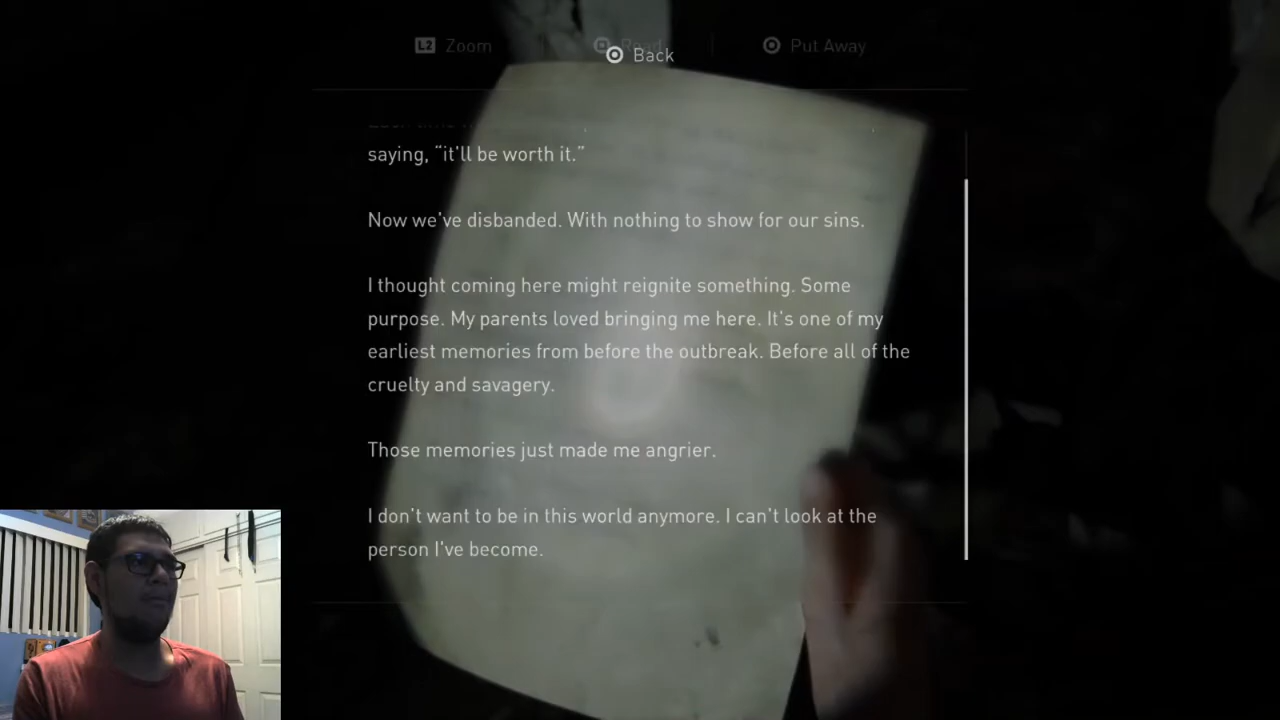 L2 Zoom Read Put Away
Back
saying, “it'll be worth it.”
Now we've disbanded. With nothing to show for our sins.
I thought coming here might reignite something. Some
purpose. My parents loved bringing me here. It's one of my
earliest memories from before the outbreak. Before all of the
cruelty and savagery.
Those memories just made me angrier.
I don't want to be in this world anymore. I can't look at the
person I've become.